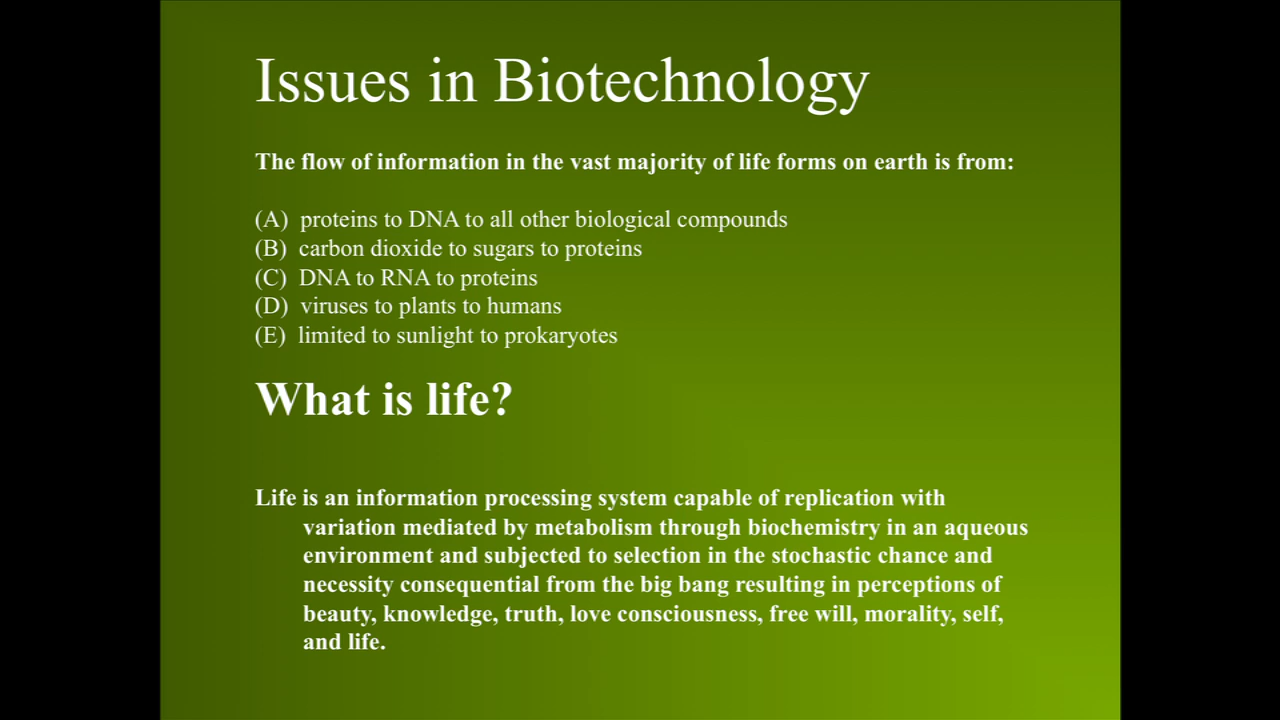 Issues in Biotechnology
The flow of information in the vast majority of life forms on earth is from:
(A) proteins to DNA to all other biological compounds
(B) carbon dioxide to sugars to proteins
(C) DNA to RNA to proteins
(D) viruses to plants to humans
(E) limited to sunlight to prokaryotes
What is life?
Life is an information processing system capable of replication with
variation mediated by metabolism through biochemistry in an aqueous
environment and subjected to selection in the stochastic chance and
necessity consequential from the big bang resulting in perceptions of
beauty, knowledge, truth, love consciousness, free will, morality, self,
and life.